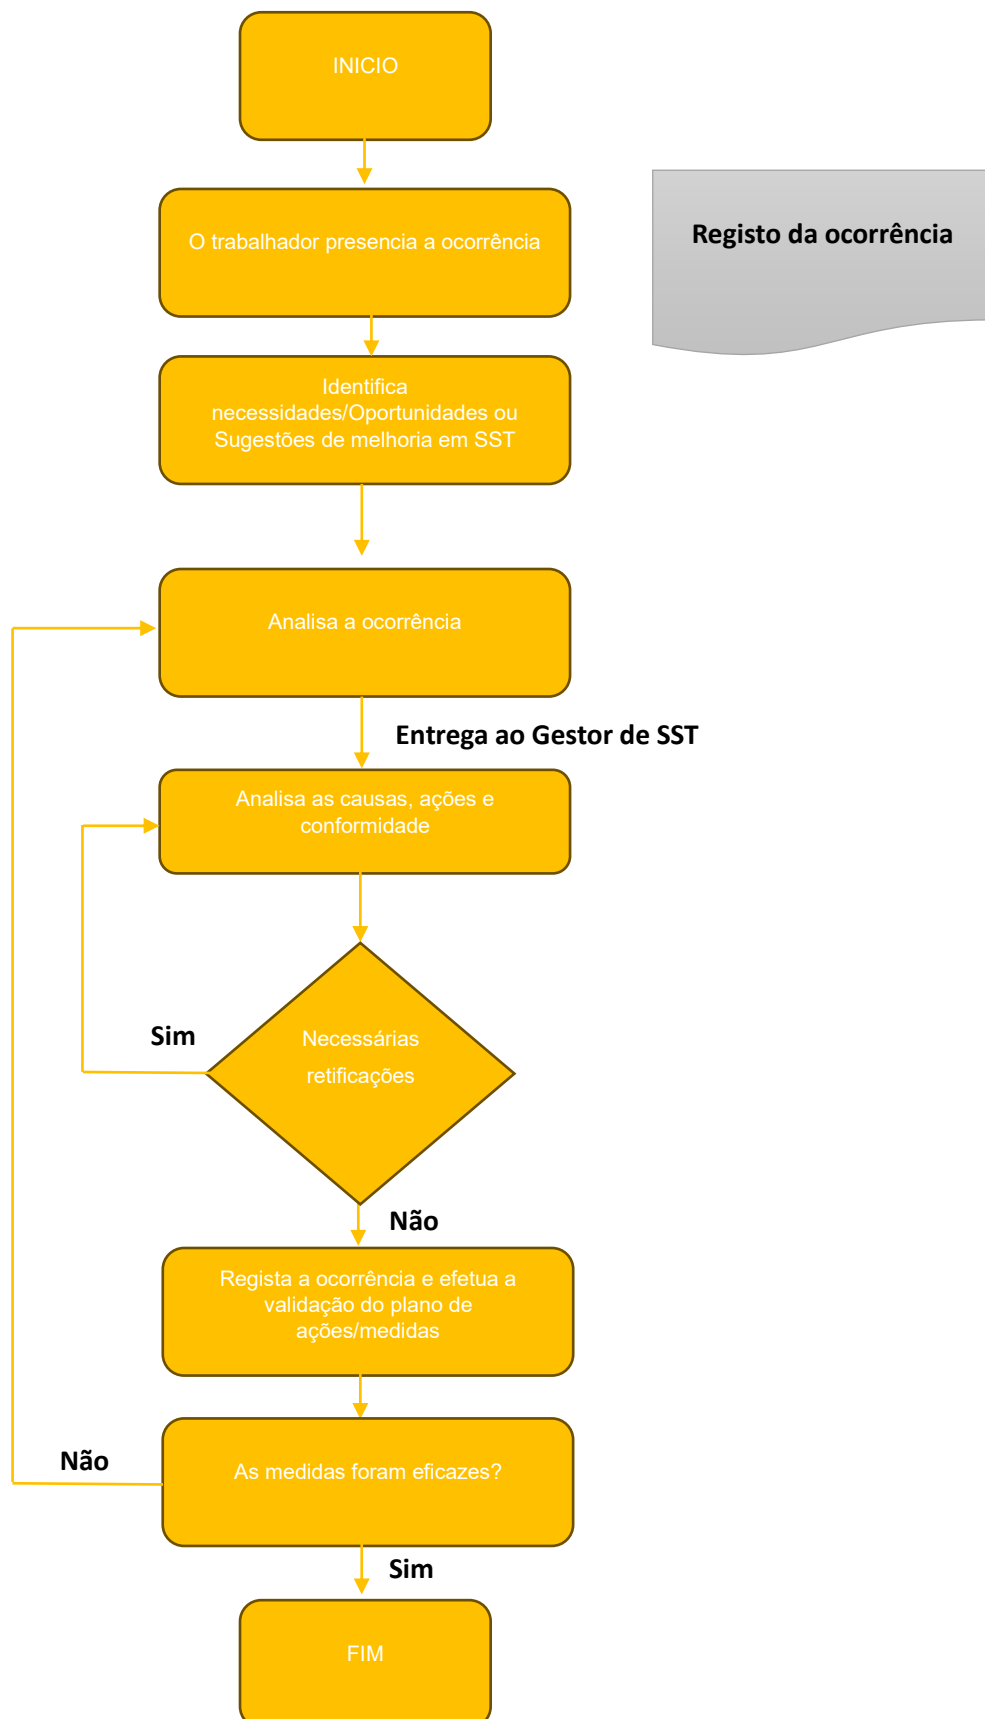 INICIO
O trabalhador presencia a ocorrência
Registo da ocorrência
Identifica
necessidades/Oportunidades ou
Sugestões de melhoria em SST
Analisa a ocorrência
Entrega ao Gestor de SST
Analisa as causas, ações e
conformidade
Sim
Necessárias
retificações
Não
Regista a ocorrência e efetua a
validação do plano de
ações/medidas
Não
As medidas foram eficazes?
Sim
FIM